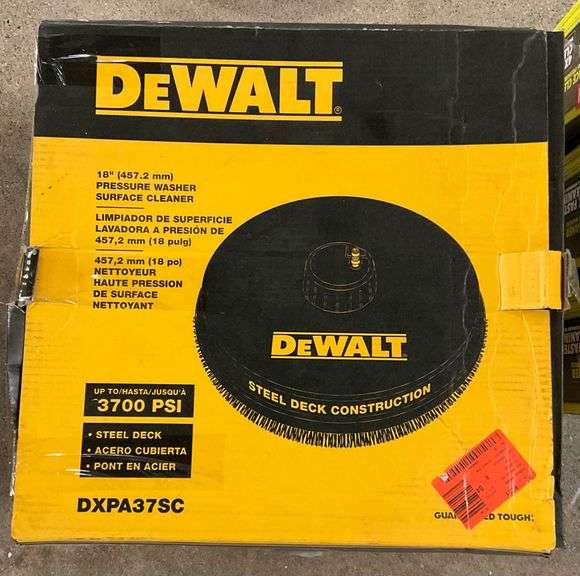 DEWALT®
18" (457.2 mm)
PRESSURE WASHER
SURFACE CLEANER
LIMPIADOR DE SUPERFICIE
LAVADORA A PRESIÓN DE
457,2 mm (18 pulg)
457,2 mm (18 po)
NETTOYEUR
HAUTE PRESSION
DE SURFACE
NETTOYANT
DEWALT®
STEEL DECK CONSTRUCTION
UP TO/HASTA/JUSQU'À
3700 PSI
• STEEL DECK
• ACERO CUBIERTA
• PONT EN ACIER
DXPA37SC
TOUGH